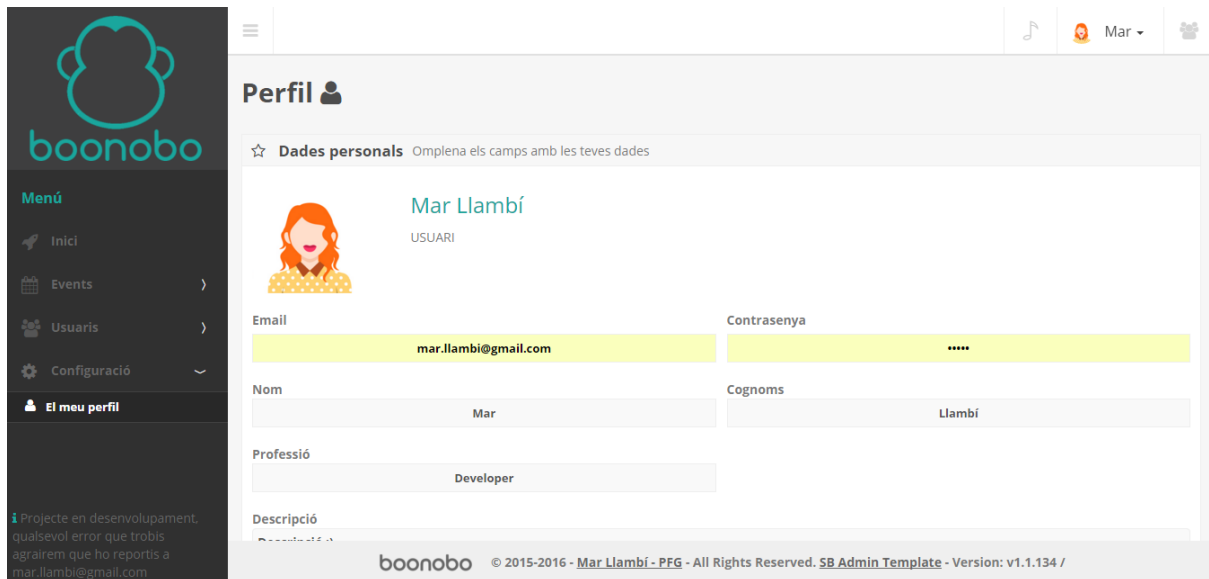 Mar
boonobo
Perfil
Dades personals Omplena els camps amb les teves dades
Menú
Inici
Events
Usuaris
Configuració
El meu perfil
Projecte en desenvolupament,
qualsevol error que trobis
agrairem que ho reportis a
mar.llambi@gmail.com
Mar Llambí
USUARI
Email
Contrasenya
mar.llambi@gmail.com
•••••
Nom
Cognoms
Mar
Llambí
Professió
Developer
Descripció
boonobo © 2015-2016 - Mar Llambí - PFG - All Rights Reserved. SB Admin Template - Version: v1.1.134 /